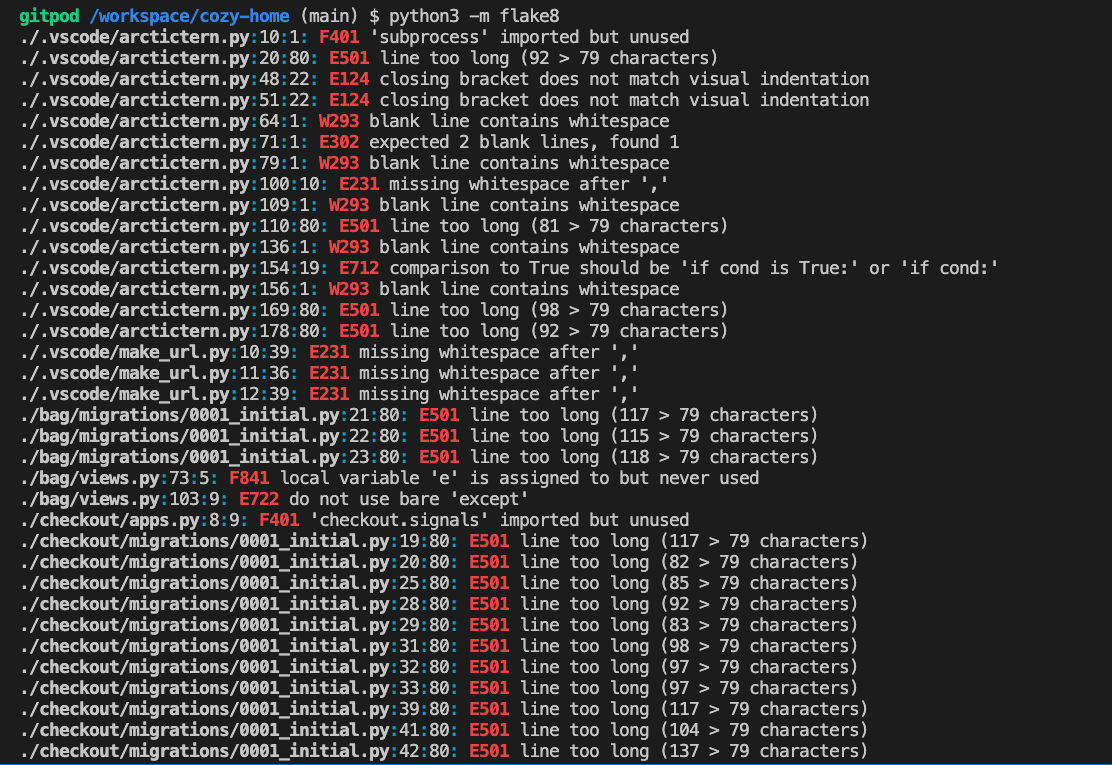 gitpod /workspace/cozy-home (main) $ python3 -m flake8
./.vscode/arctictern.py:10:1: F401 'subprocess' imported but unused
./.vscode/arctictern.py:20:80: E501 line too long (92 > 79 characters)
./.vscode/arctictern.py:48:22: E124 closing bracket does not match visual indentation
./.vscode/arctictern.py:51:22: E124 closing bracket does not match visual indentation
./.vscode/arctictern.py:64:1: W293 blank line contains whitespace
./.vscode/arctictern.py:71:1: E302 expected 2 blank lines, found 1
./.vscode/arctictern.py:79:1: W293 blank line contains whitespace
./.vscode/arctictern.py:100:10: E231 missing whitespace after ','
./.vscode/arctictern.py:109:1: W293 blank line contains whitespace
./.vscode/arctictern.py:110:80: E501 line too long (81 > 79 characters)
./.vscode/arctictern.py:136:1: W293 blank line contains whitespace
./.vscode/arctictern.py:154:19: E712 comparison to True should be 'if cond is True:' or 'if cond:'
./.vscode/arctictern.py:156:1: W293 blank line contains whitespace
./.vscode/arctictern.py:169:80: E501 line too long (98 > 79 characters)
./.vscode/arctictern.py:178:80: E501 line too long (92 > 79 characters)
./.vscode/make_url.py:10:39: E231 missing whitespace after ','
./.vscode/make_url.py:11:36: E231 missing whitespace after ','
./.vscode/make_url.py:12:39: E231 missing whitespace after ','
./bag/migrations/0001_initial.py:21:80: E501 line too long (117 > 79 characters)
./bag/migrations/0001_initial.py:22:80: E501 line too long (115 > 79 characters)
./bag/migrations/0001_initial.py:23:80: E501 line too long (118 > 79 characters)
./bag/views.py:73:5: F841 local variable 'e' is assigned to but never used
./bag/views.py:103:9: E722 do not use bare 'except'
./checkout/apps.py:8:9: F401 'checkout.signals' imported but unused
./checkout/migrations/0001_initial.py:19:80: E501 line too long (117 > 79 characters)
./checkout/migrations/0001_initial.py:20:80: E501 line too long (82 > 79 characters)
./checkout/migrations/0001_initial.py:25:80: E501 line too long (85 > 79 characters)
./checkout/migrations/0001_initial.py:28:80: E501 line too long (92 > 79 characters)
./checkout/migrations/0001_initial.py:29:80: E501 line too long (83 > 79 characters)
./checkout/migrations/0001_initial.py:31:80: E501 line too long (98 > 79 characters)
./checkout/migrations/0001_initial.py:32:80: E501 line too long (97 > 79 characters)
./checkout/migrations/0001_initial.py:33:80: E501 line too long (97 > 79 characters)
./checkout/migrations/0001_initial.py:39:80: E501 line too long (117 > 79 characters)
./checkout/migrations/0001_initial.py:41:80: E501 line too long (104 > 79 characters)
./checkout/migrations/0001_initial.py:42:80: E501 line too long (137 > 79 characters)